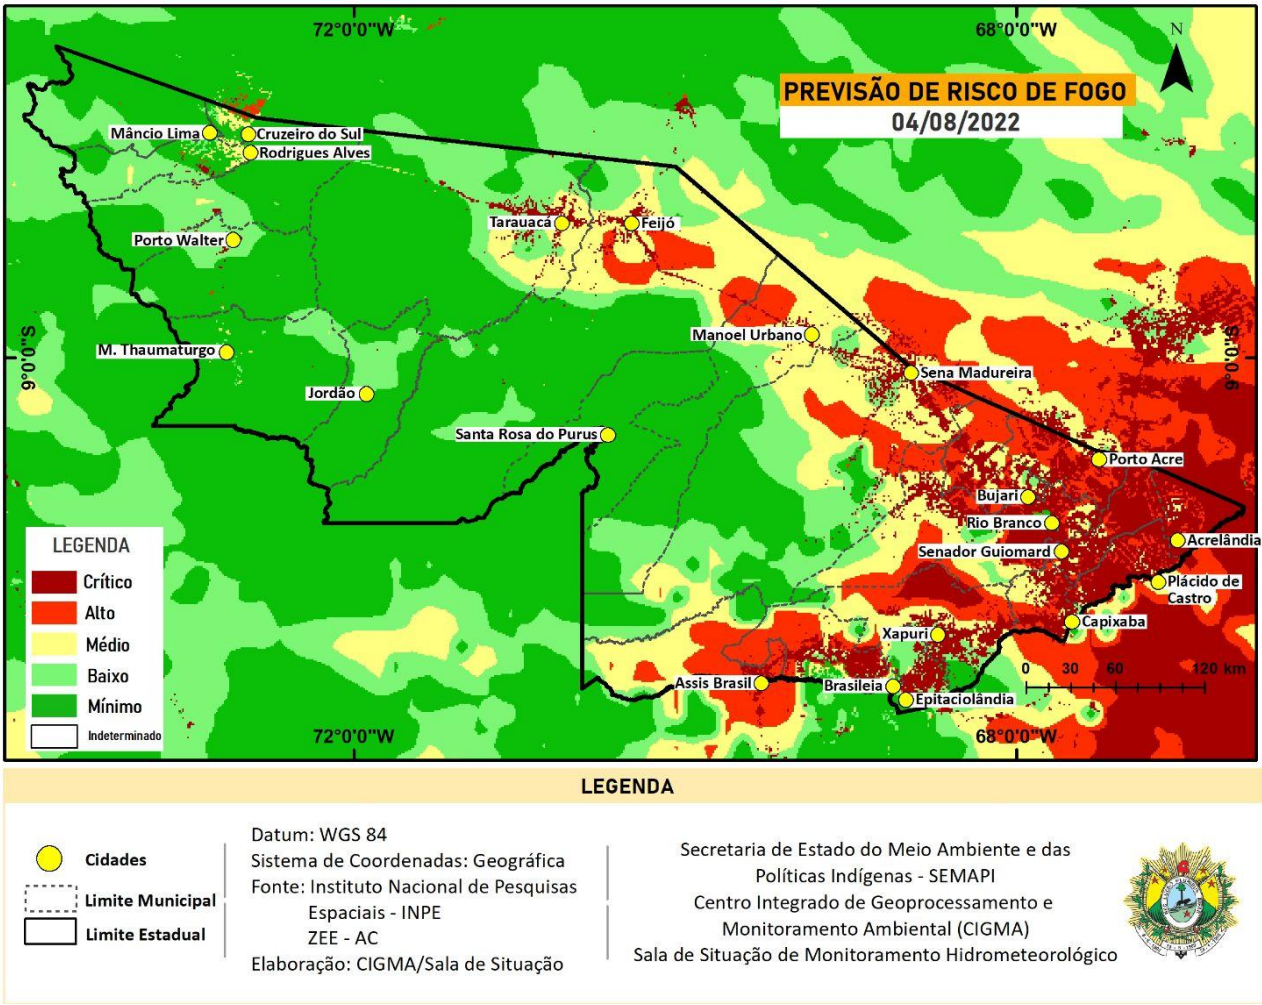 72°0'0"W
68°0'0"W
N
PREVISÃO DE RISCO DE FOGO
04/08/2022
Mâncio Lima
Cruzeiro do Sul
Rodrigues Alves
Tarauacá
Feijó
Porto Walter
Manoel Urbano
9°0'0"S
9°0'0"S
M. Thaumaturgo
Sena Madureira
Jordão
Santa Rosa do Purus
Porto Acre
Bujari
Rio Branco
Acrelândia
Senador Guiomard
Plácido de
Castro
Capixaba
Xapuri
0 30 60 120 km
Assis Brasil
Brasileia
Epitaciolândia
LEGENDA
Crítico
Alto
Médio
Baixo
Mínimo
Indeterminado
72°0'0"W
68°0'0"W
LEGENDA
Cidades
Limite Municipal
Limite Estadual
Datum: WGS 84
Sistema de Coordenadas: Geográfica
Fonte: Instituto Nacional de Pesquisas
Espaciais - INPE
ZEE - AC
Elaboração: CIGMA/Sala de Situação
Secretaria de Estado do Meio Ambiente e das
Políticas Indígenas - SEMAPI
Centro Integrado de Geoprocessamento e
Monitoramento Ambiental (CIGMA)
Sala de Situação de Monitoramento Hidrometeorológico